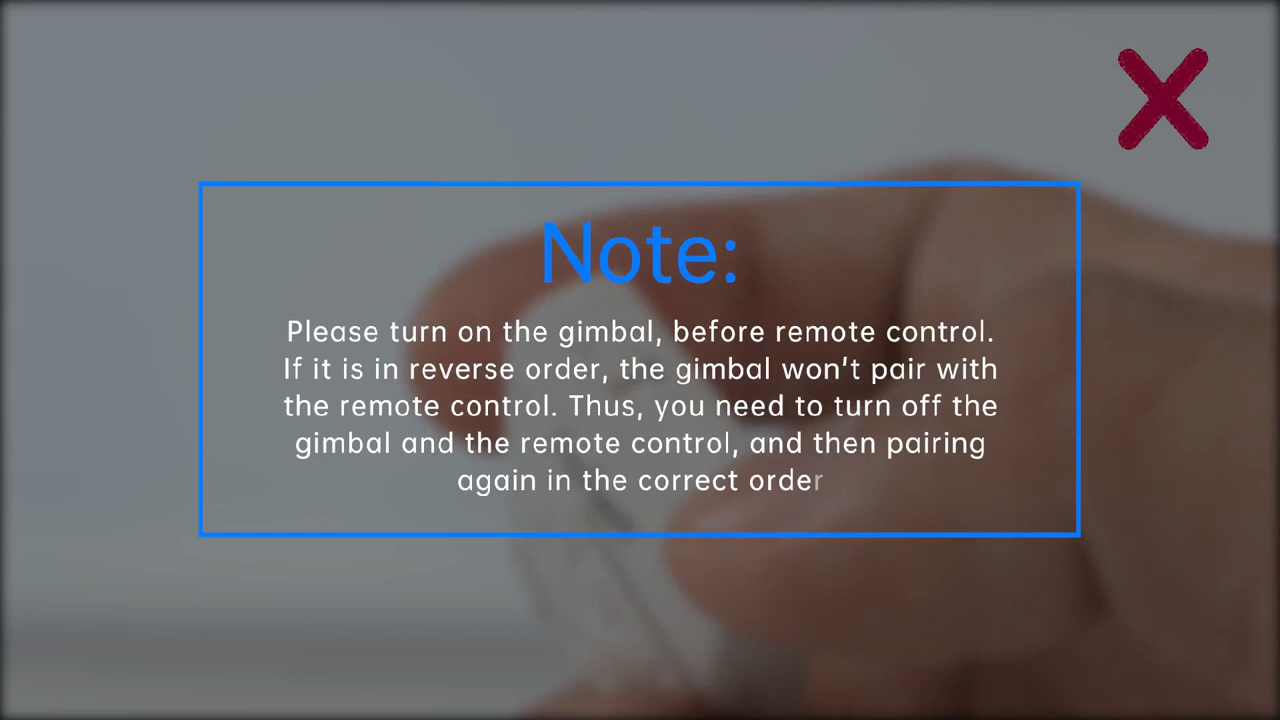 Note:
Please turn on the gimbal, before remote control.
If it is in reverse order, the gimbal won't pair with
the remote control. Thus, you need to turn off the
gimbal and the remote control, and then pairing
again in the correct order